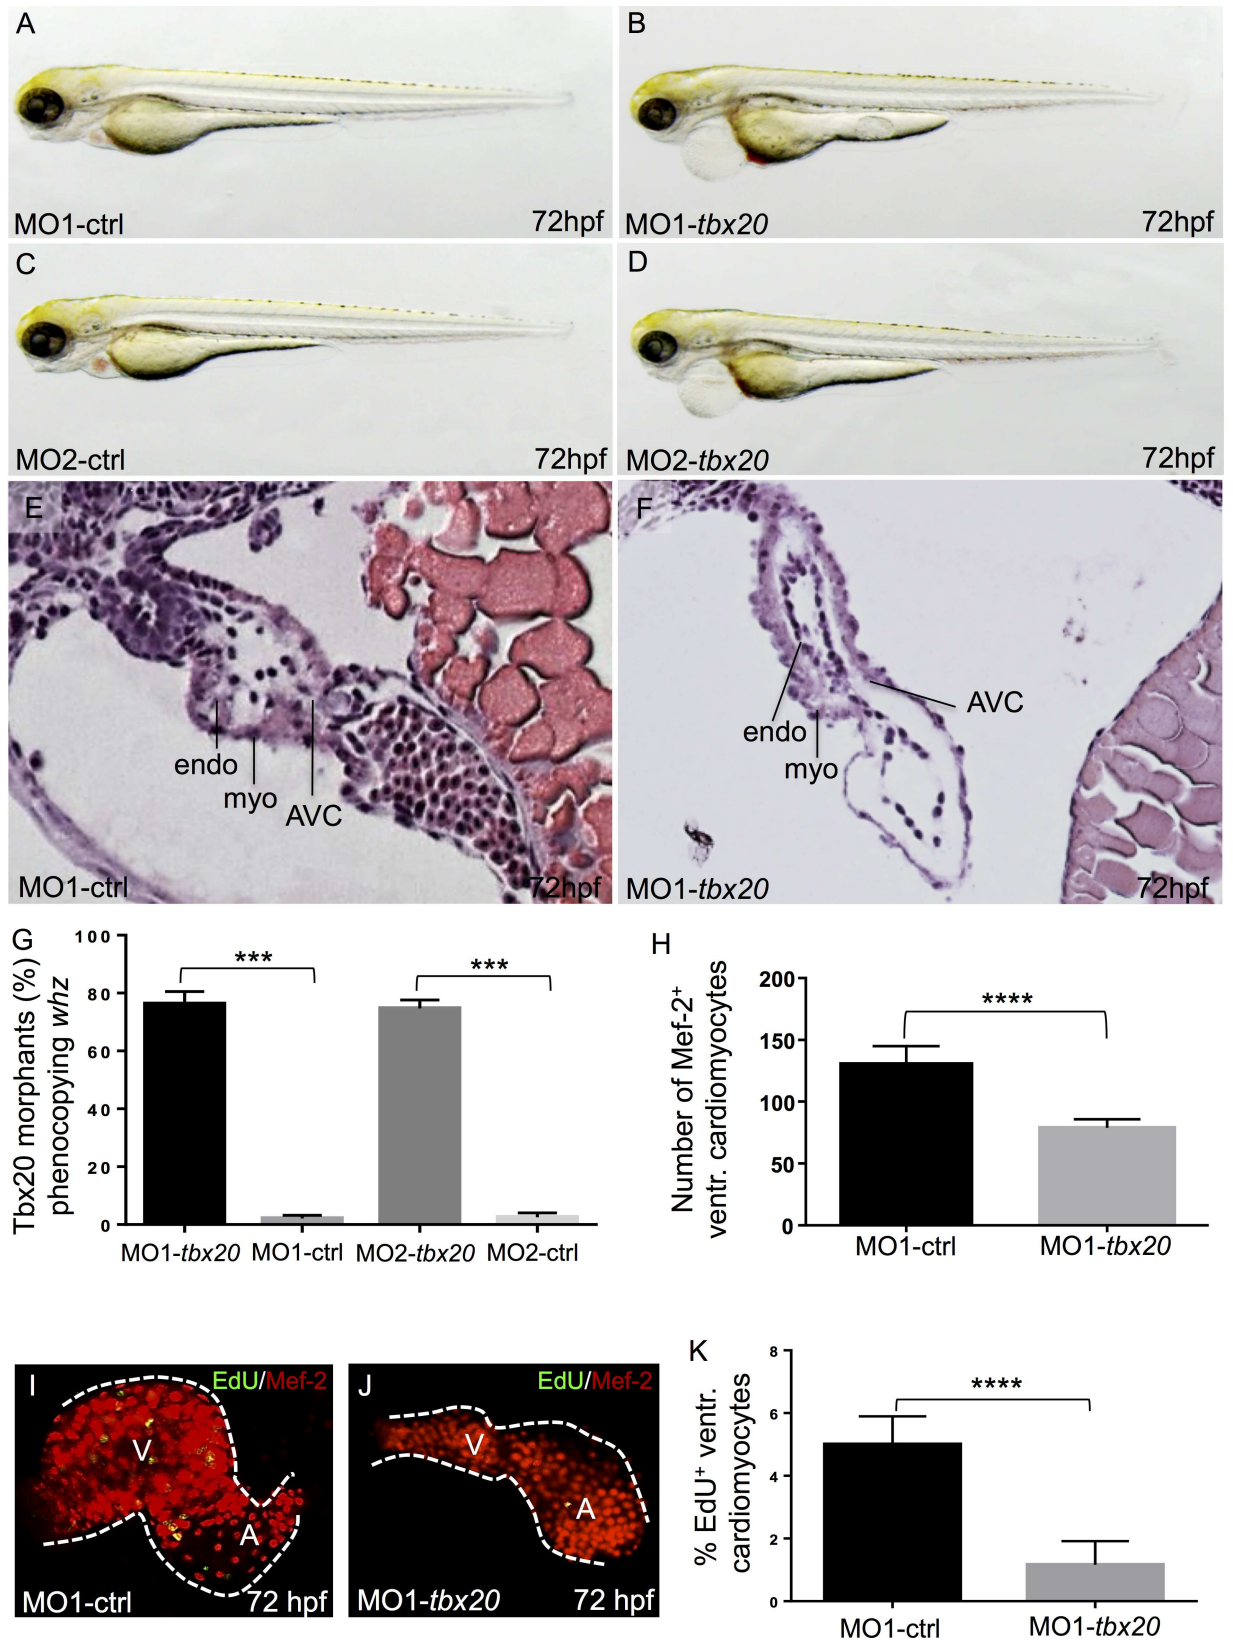 A
MO1-ctrl
72hpf
B
MO1-tbx20
72hpf
C
MO2-ctrl
72hpf
D
MO2-tbx20
72hpf
E
endo
myo
AVC
MO1-ctrl
72hpf
F
endo
myo
AVC
MO1-tbx20
72hpf
G
Tbx20 morphants (%)
phenocopying whz
100
80
60
40
20
0
***
***
MO1-tbx20 MO1-ctrl MO2-tbx20 MO2-ctrl
H
Number of Mef-2+
ventr. cardiomyocytes
200
150
100
50
0
****
MO1-ctrl MO1-tbx20
I
EdU/Mef-2
V
A
MO1-ctrl
72 hpf
J
EdU/Mef-2
V
A
MO1-tbx20
72 hpf
K
% EdU+ ventr.
cardiomyocytes
8
6
4
2
0
****
MO1-ctrl MO1-tbx20